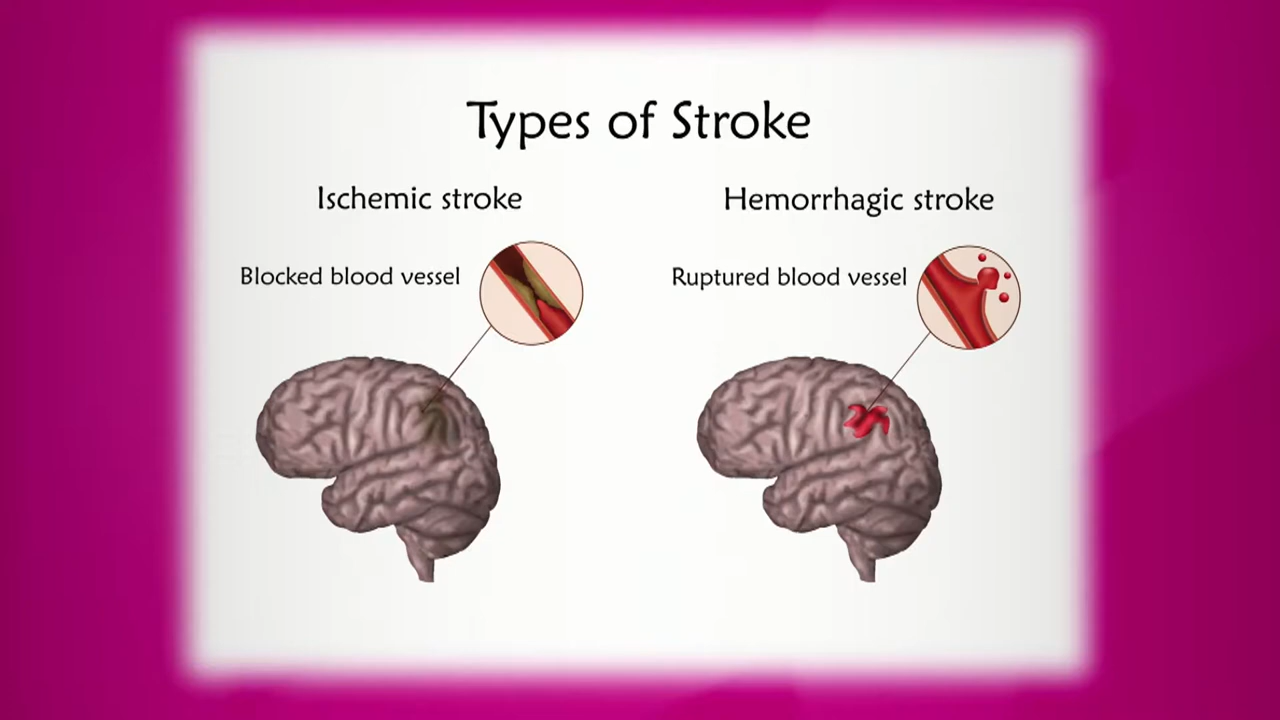 Types of Stroke
Ischemic stroke
Hemorrhagic stroke
Blocked blood vessel
Ruptured blood vessel